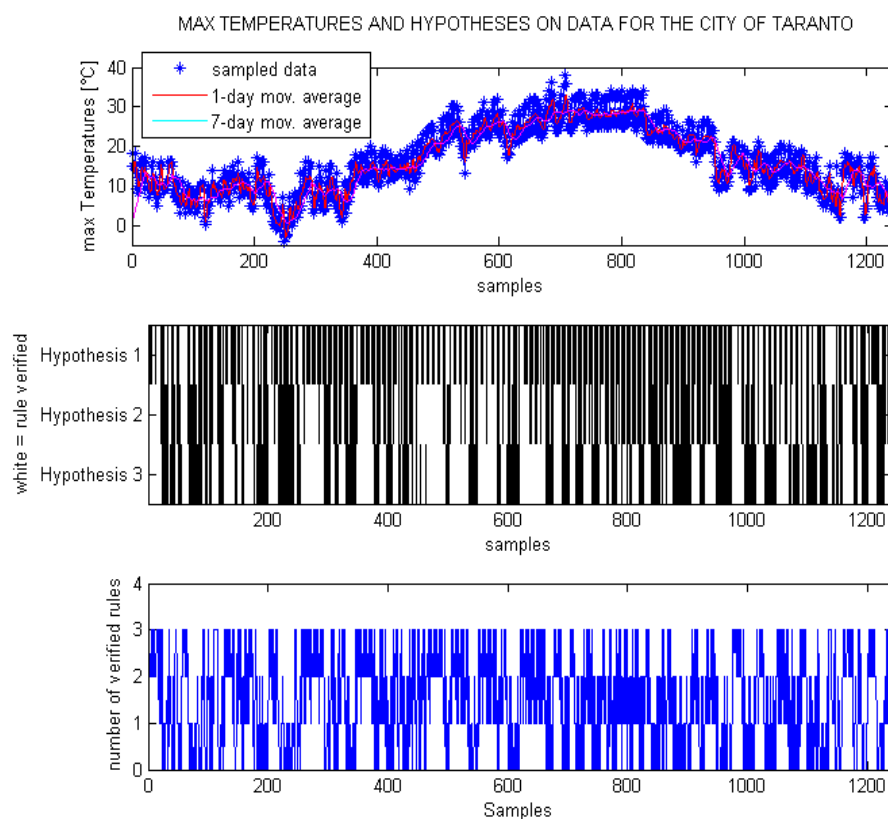 MAX TEMPERATURES AND HYPOTHESES ON DATA FOR THE CITY OF TARANTO
max Temperatures [°C]
40
30
20
10
0
sampled data
1-day mov. average
7-day mov. average
0 200 400 600 800 1000 1200
samples
white = rule verified
Hypothesis 1
Hypothesis 2
Hypothesis 3
200 400 600 800 1000 1200
samples
number of verified rules
4
3
2
1
0
0 200 400 600 800 1000 1200
Samples